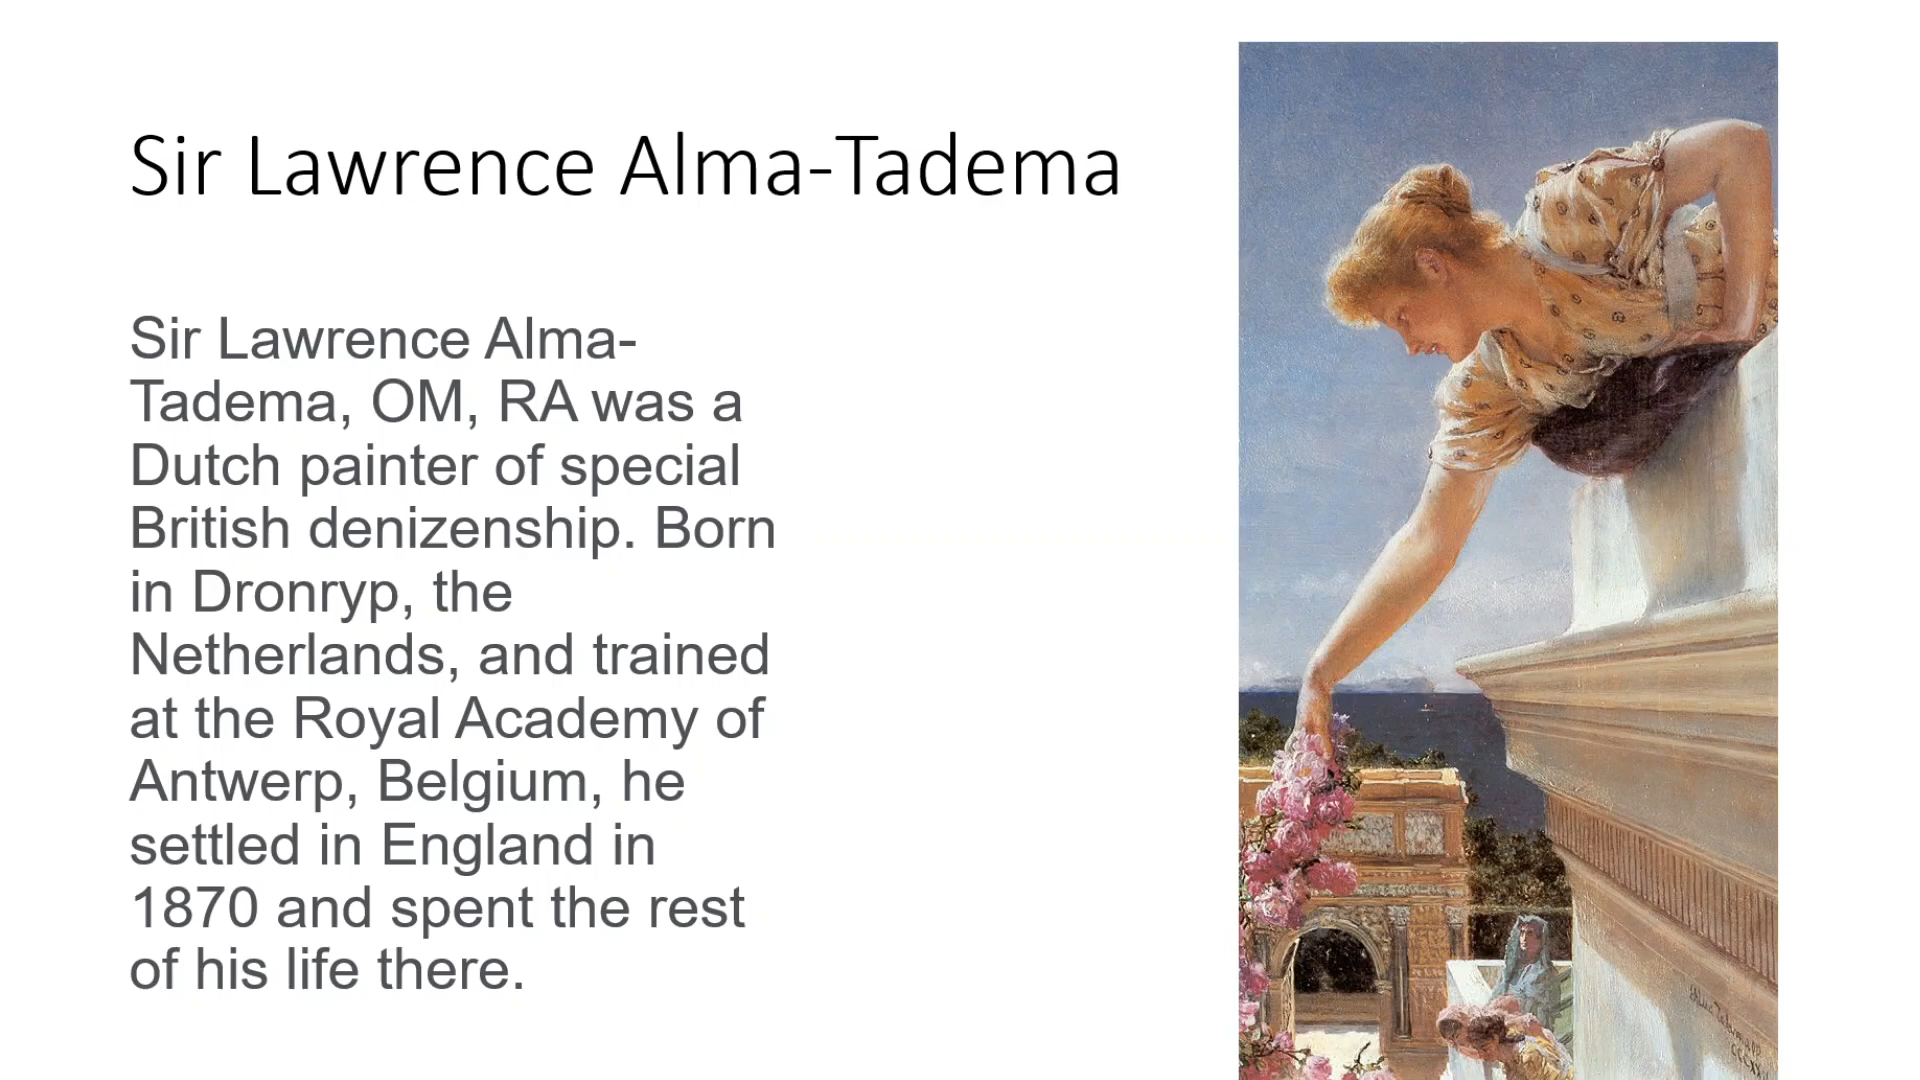 Sir Lawrence Alma-Tadema
Sir Lawrence Alma-
Tadema, OM, RA was a
Dutch painter of special
British denizenship. Born
in Dronryp, the
Netherlands, and trained
at the Royal Academy of
Antwerp, Belgium, he
settled in England in
1870 and spent the rest
of his life there.